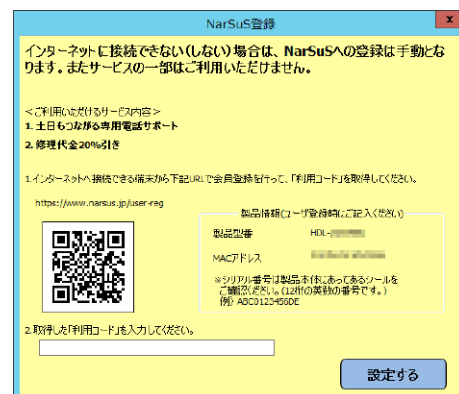 NarSuS登録
x
インターネットに接続できない(しない)場合は、NarSuSへの登録は手動とな
ります。またサービスの一部はご利用いただけません。
<ご利用いただけるサービス内容>
1. 土日もつながる専用電話サポート
2. 修理代金20%引き
1.インターネットへ接続できる端末から下記URLで会員登録を行って、「利用コード」を取得してください。
https://www.narsus.jp/user-reg
製品情報(ユーザ登録時にご記入ください)
製品型番 HDL-
MACアドレス
※シリアル番号は製品本体にあってあるシールを
ご確認ください。(12桁の英数の番号です。)
例) ABC0123456DE
2.取得した「利用コード」を入力してください。
設定する